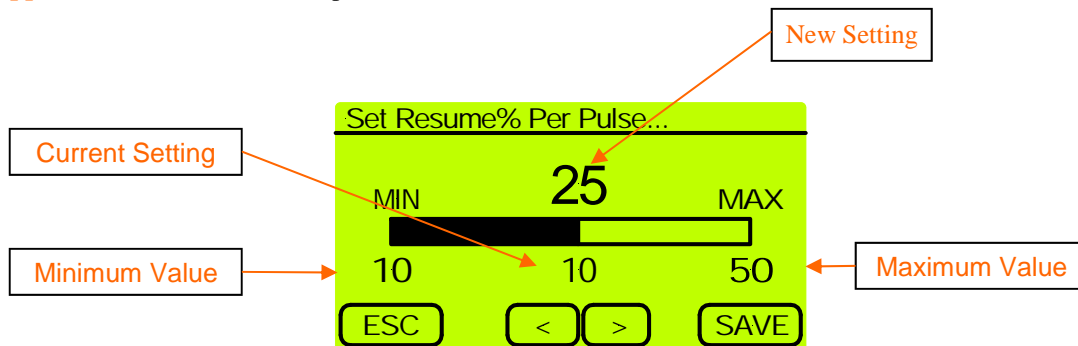 New Setting
Set Resume% Per Pulse...
Current Setting
25
MIN MAX
Minimum Value
10 10 50
Maximum Value
ESC < > SAVE